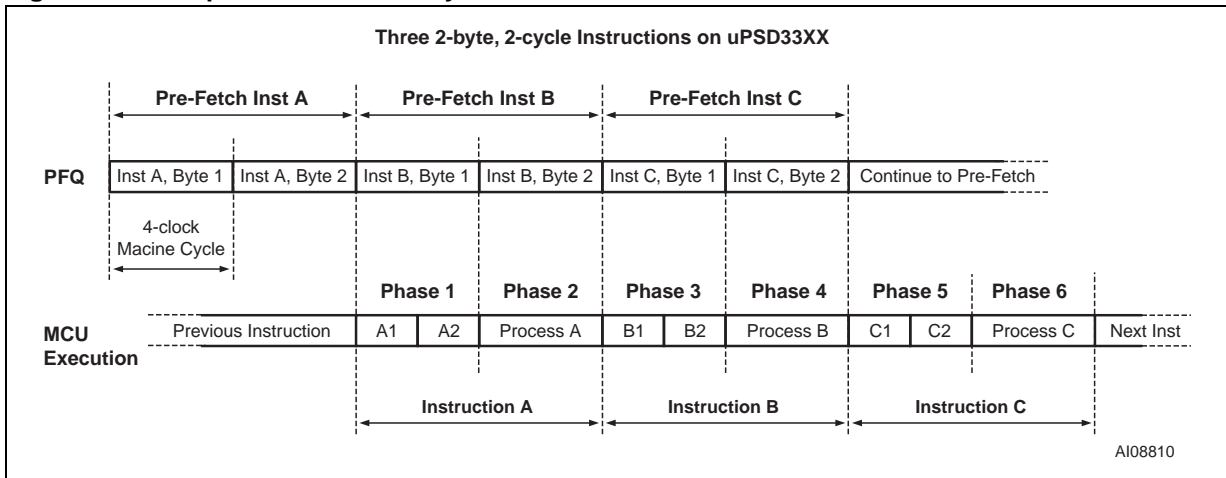 Three 2-byte, 2-cycle Instructions on uPSD33XX
Pre-Fetch Inst A
Pre-Fetch Inst B
Pre-Fetch Inst C
PFQ
Inst A, Byte 1
Inst A, Byte 2
Inst B, Byte 1
Inst B, Byte 2
Inst C, Byte 1
Inst C, Byte 2
Continue to Pre-Fetch
4-clock
Macine Cycle
Phase 1
Phase 2
Phase 3
Phase 4
Phase 5
Phase 6
MCU
Execution
Previous Instruction
A1
A2
Process A
B1
B2
Process B
C1
C2
Process C
Next Inst
Instruction A
Instruction B
Instruction C
AI08810